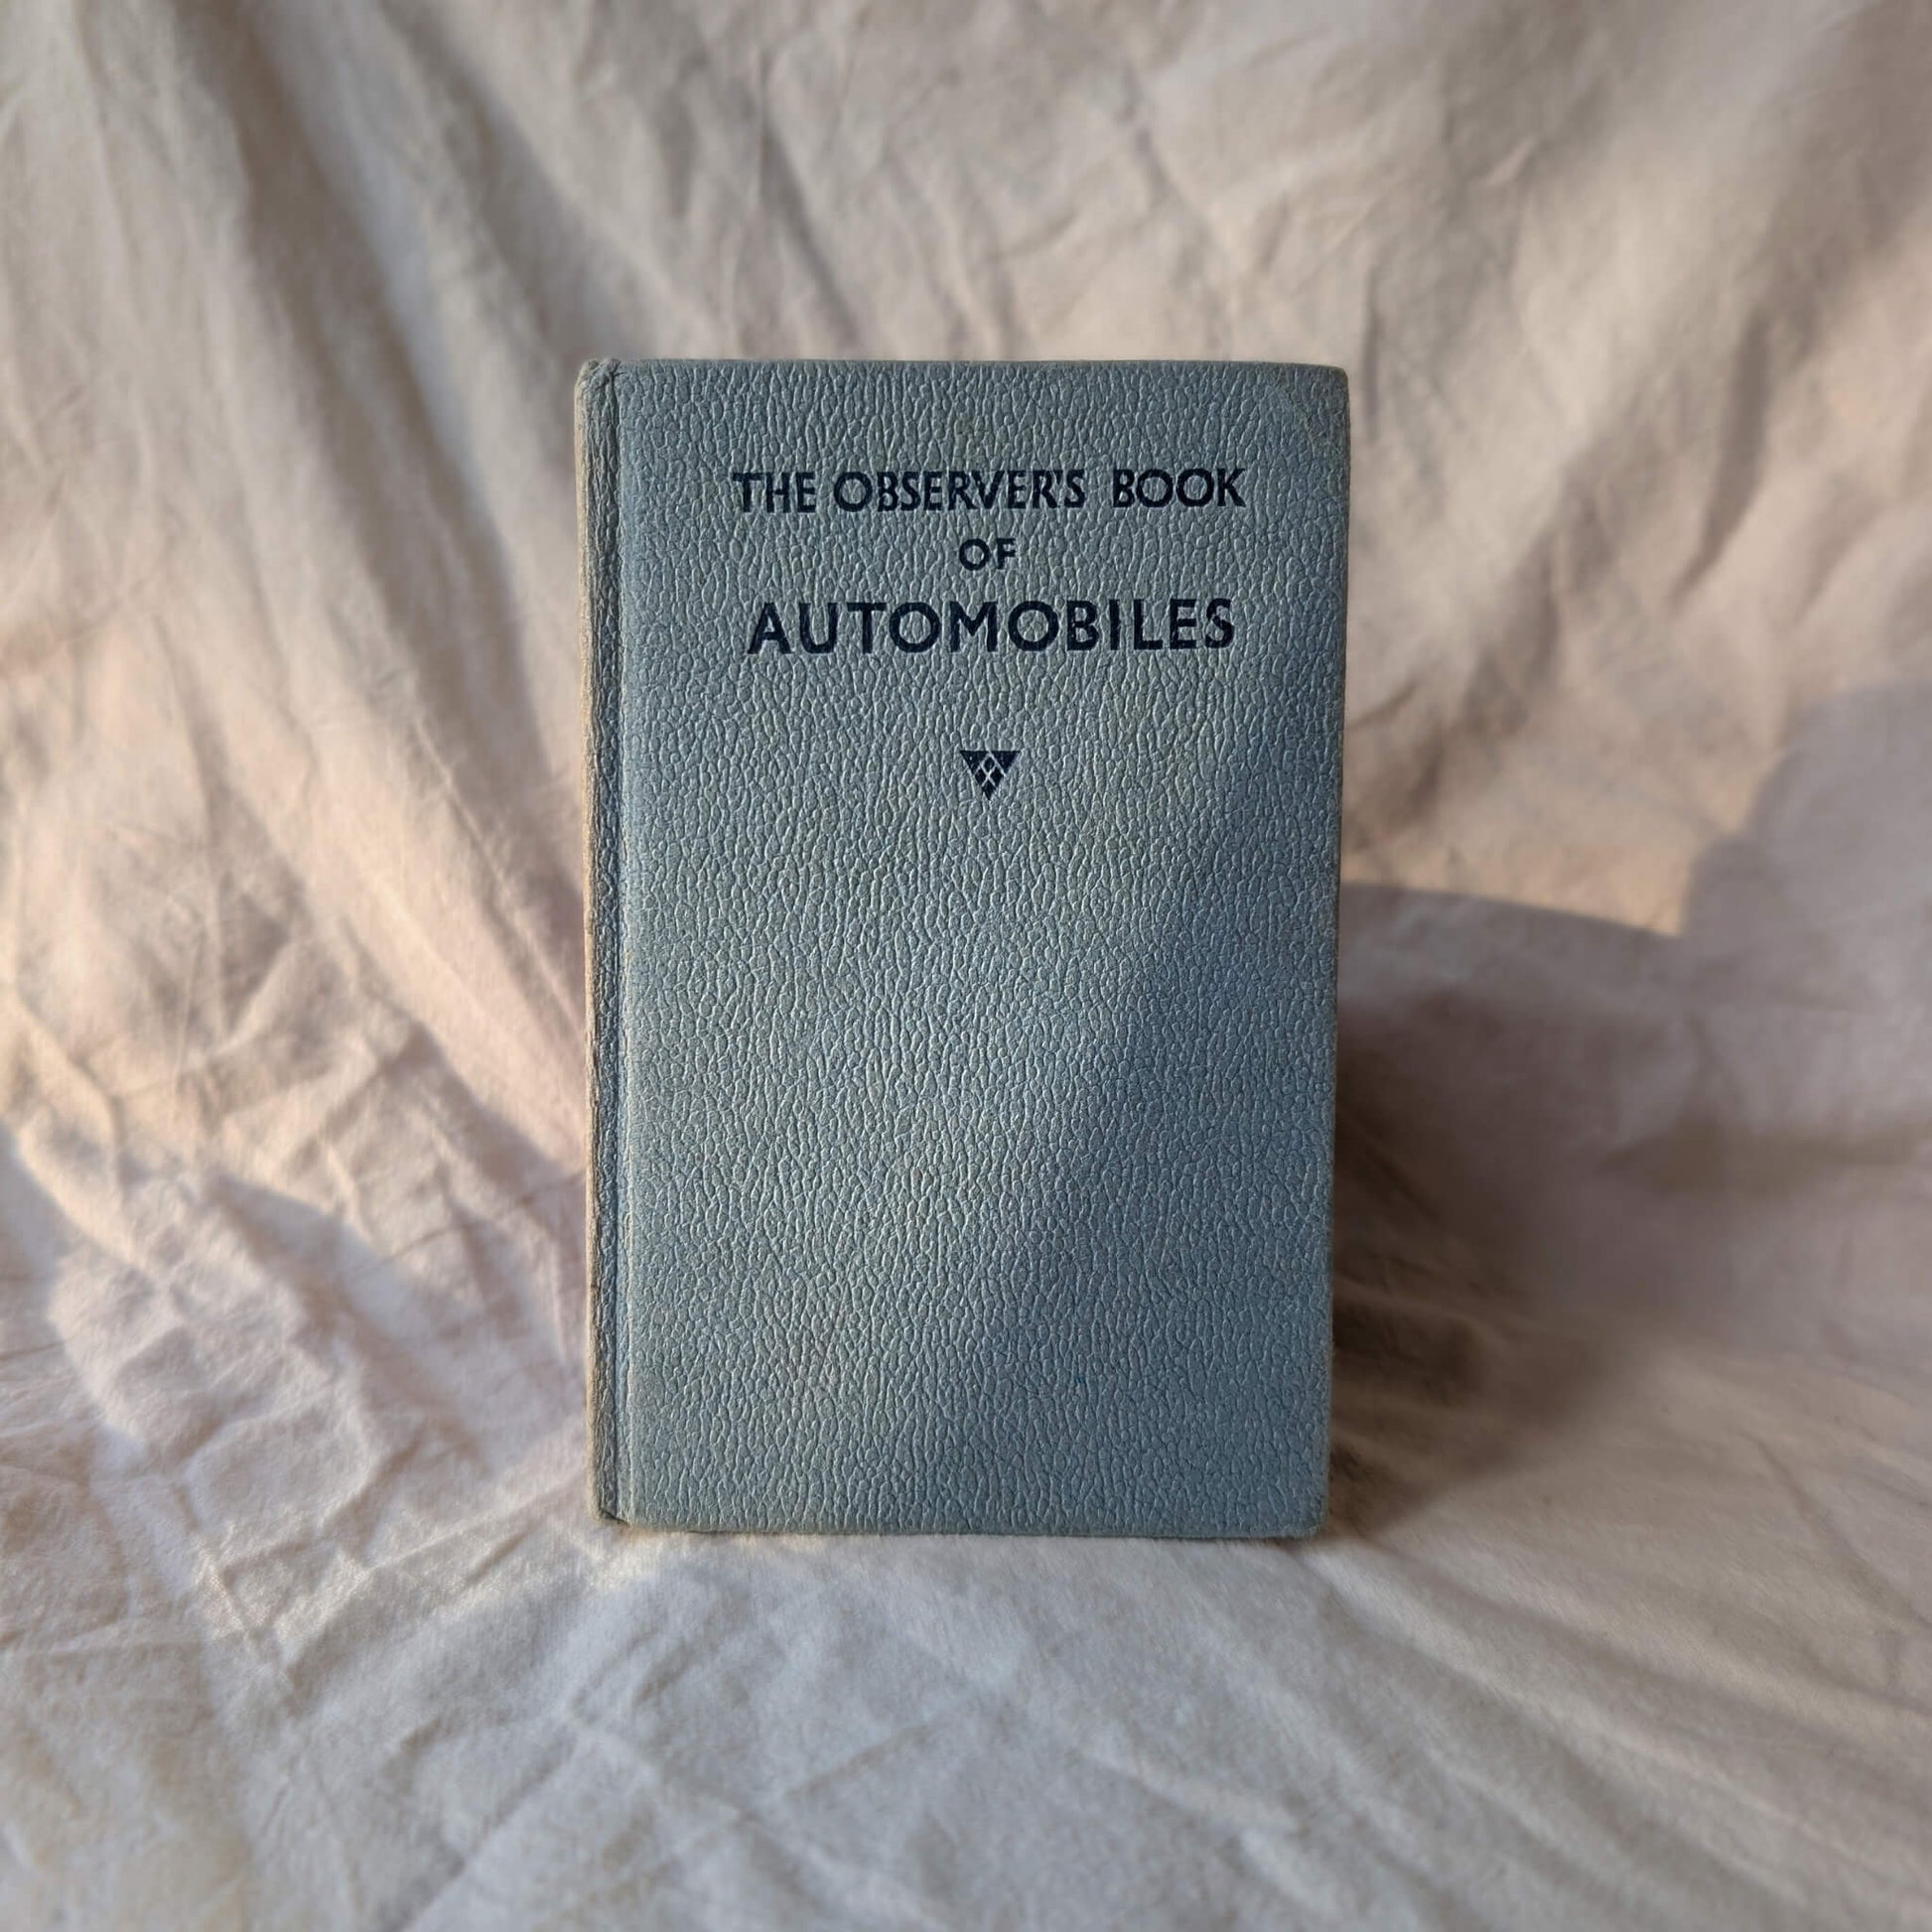 THE OBSERVER'S BOOK
OF
AUTOMOBILES